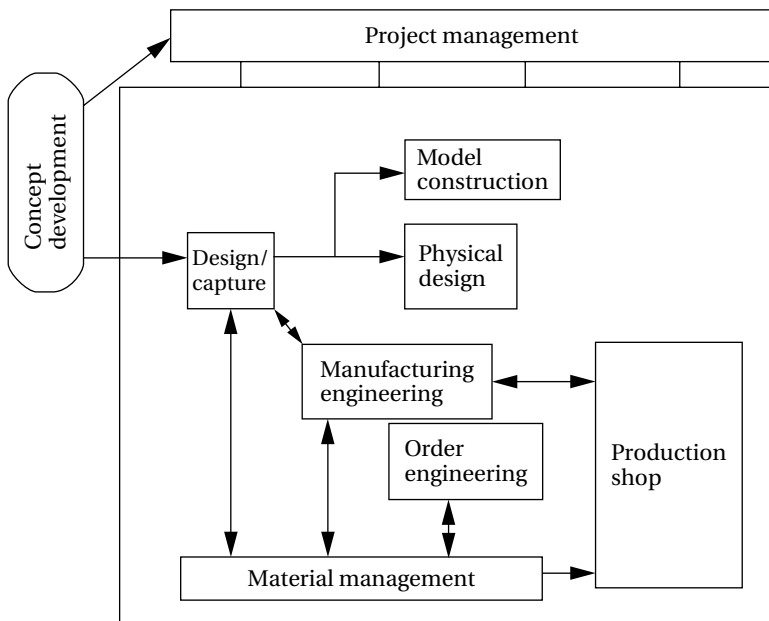 Project management
Concept
development
Model
construction
Design/
capture
Physical
design
Manufacturing
engineering
Order
engineering
Production
shop
Material management